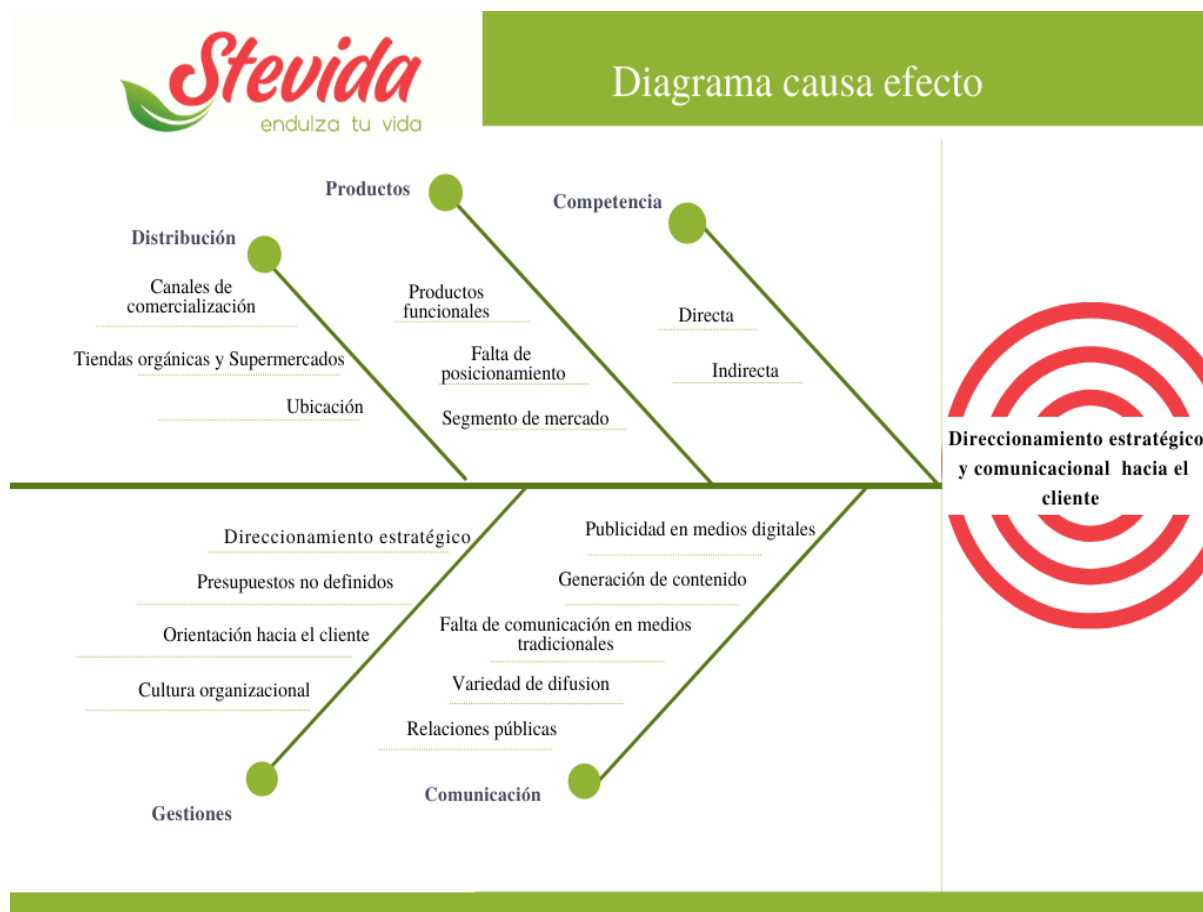 Stevida
endulza tu vida
Diagrama causa efecto
Productos
Competencia
Distribución
Canales de
comercialización
Tiendas orgánicas y Supermercados
Ubicación
Productos
funcionales
Falta de
posicionamiento
Segmento de mercado
Directa
Indirecta
Direccionamiento estratégico
y comunicacional hacia el
cliente
Direccionamiento estratégico
Presupuestos no definidos
Orientación hacia el cliente
Cultura organizacional
Gestiones
Publicidad en medios digitales
Generación de contenido
Falta de comunicación en medios
tradicionales
Variedad de difusion
Relaciones públicas
Comunicación